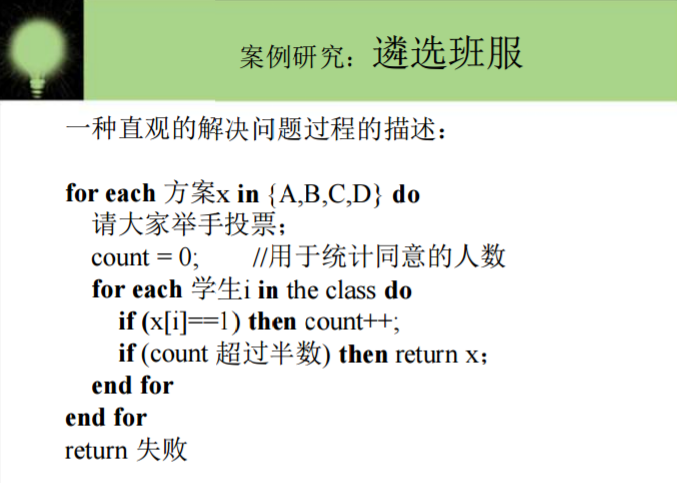 案例研究：遴选班服
一种直观的解决问题过程的描述：
for each 方案x in {A,B,C,D} do
请大家举手投票；
count = 0; //用于统计同意的人数
for each 学生i in the class do
if (x[i]==1) then count++;
if (count 超过半数) then return x；
end for
end for
return 失败